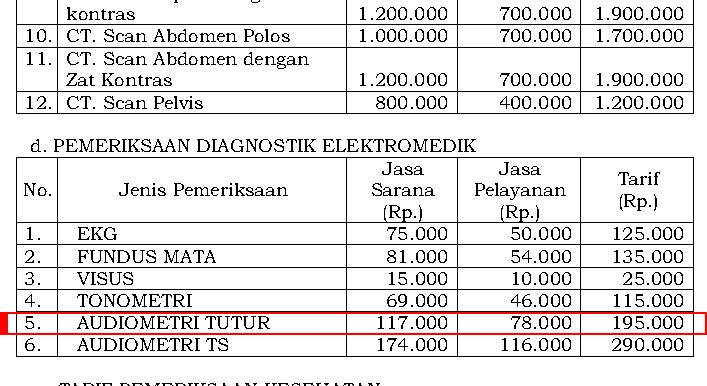 kontras 1.200.000 700.000 1.900.000
10. CT. Scan Abdomen Polos 1.000.000 700.000 1.700.000
11. CT. Scan Abdomen dengan
Zat Kontras 1.200.000 700.000 1.900.000
12. CT. Scan Pelvis 800.000 400.000 1.200.000
d. PEMERIKSAAN DIAGNOSTIK ELEKTROMEDIK
No. Jenis Pemeriksaan Jasa Sarana (Rp.) Jasa Pelayanan (Rp.) Tarif (Rp.)
1. EKG 75.000 50.000 125.000
2. FUNDUS MATA 81.000 54.000 135.000
3. VISUS 15.000 10.000 25.000
4. TONOMETRI 69.000 46.000 115.000
5. AUDIOMETRI TUTUR 117.000 78.000 195.000
6. AUDIOMETRI TS 174.000 116.000 290.000
TARIF PEMERIKSAAN KESEHATAN